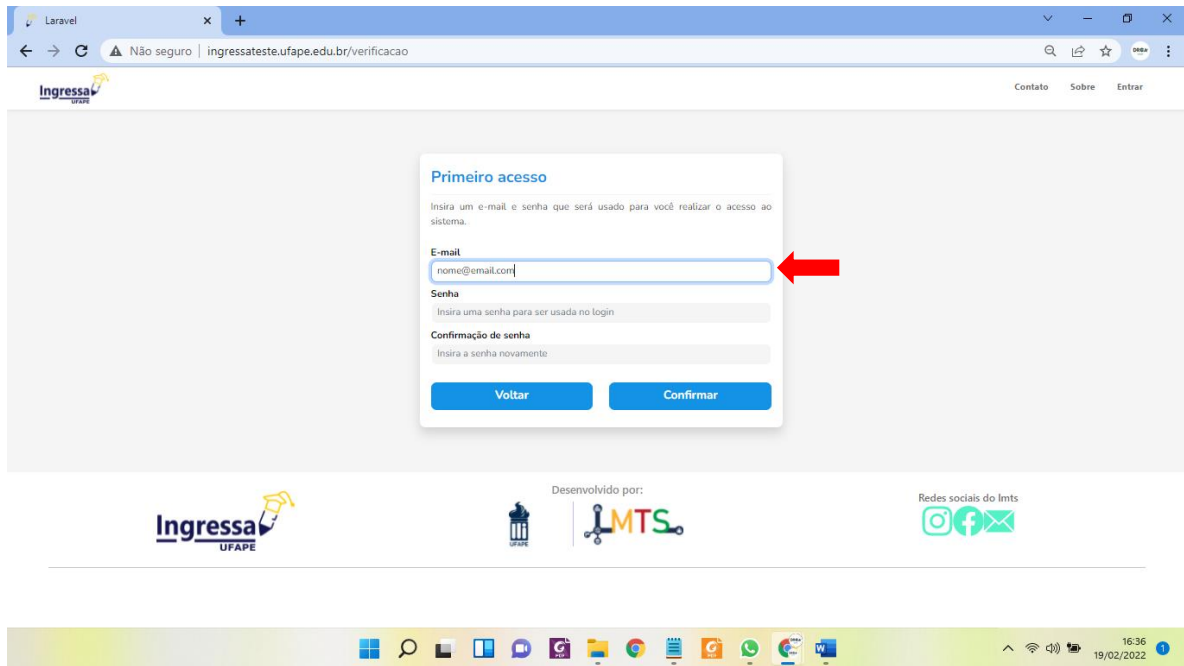 Laravel
Não seguro | ingressateste.ufape.edu.br/verificacao
Ingressa
UFAPE
Contato Sobre Entrar
Primeiro acesso
Insira um e-mail e senha que será usado para você realizar o acesso ao
sistema.
E-mail
nome@email.com
Senha
Insira uma senha para ser usada no login
Confirmação de senha
Insira a senha novamente
Voltar Confirmar
Ingressa
UFAPE
Desenvolvido por:
UFAPE
LMTS
Redes sociais do lmts
16:36
19/02/2022
1